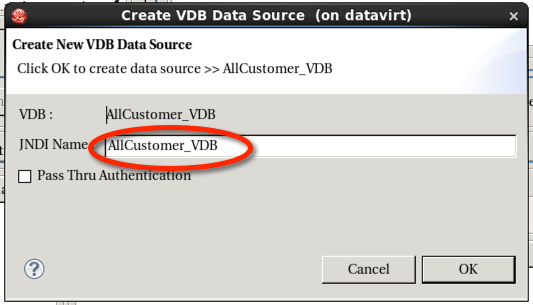 Create VDB Data Source (on datavirt)
Create New VDB Data Source
Click OK to create data source >> AllCustomer_VDB
VDB : AllCustomer_VDB
JNDI Name : AllCustomer_VDB
Pass Thru Authentication
Cancel OK